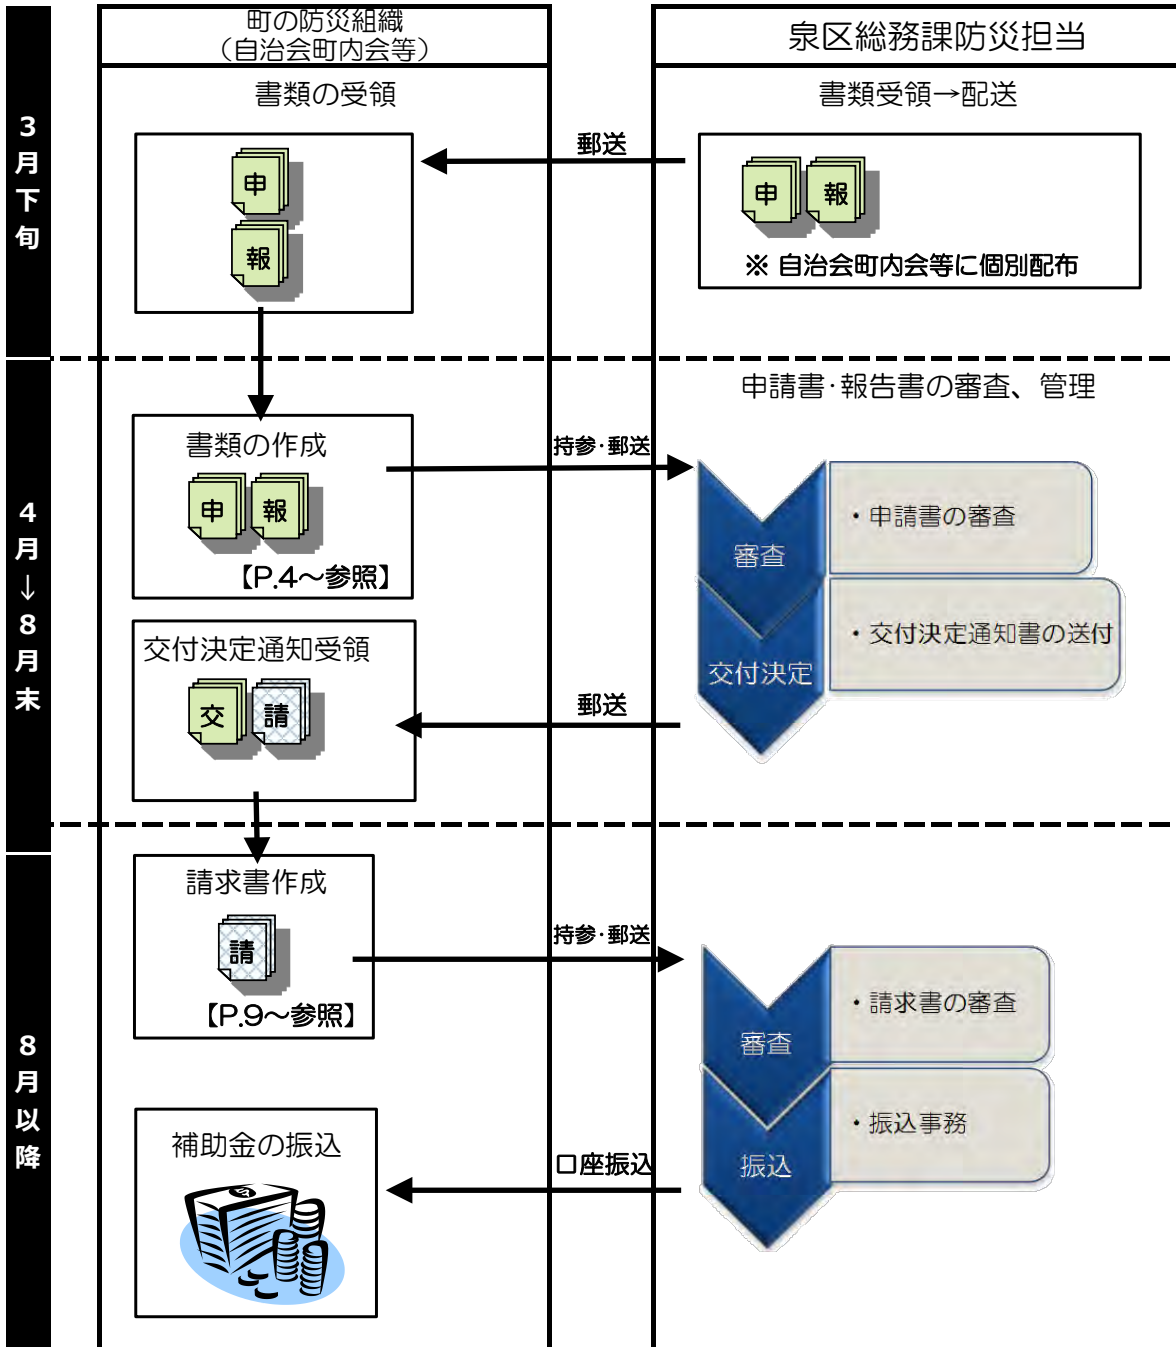 町の防災組織
（自治会町内会等）
泉区総務課防災担当
3月下旬
書類の受領
申
報
郵送
書類受領→配送
申 報
※ 自治会町内会等に個別配布
4月→8月末
書類の作成
申 報
【P.4～参照】
持参･郵送
申請書･報告書の審査、管理
審査
・申請書の審査
交付決定
・交付決定通知書の送付
郵送
交付決定通知受領
交 請
8月以降
請求書作成
請
【P.9～参照】
持参･郵送
審査
・請求書の審査
振込
・振込事務
口座振込
補助金の振込